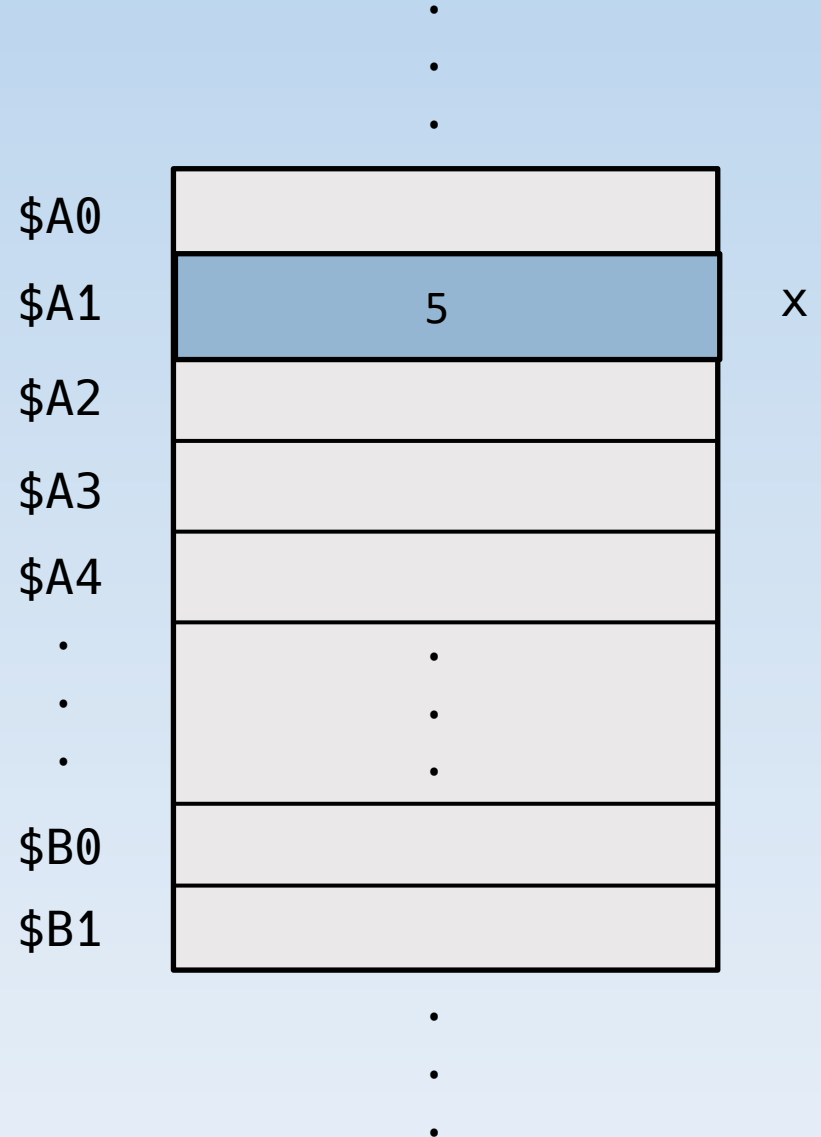 .
.
.
$A0
$A1 5 x
$A2
$A3
$A4
. .
. .
. .
$B0
$B1
.
.
.